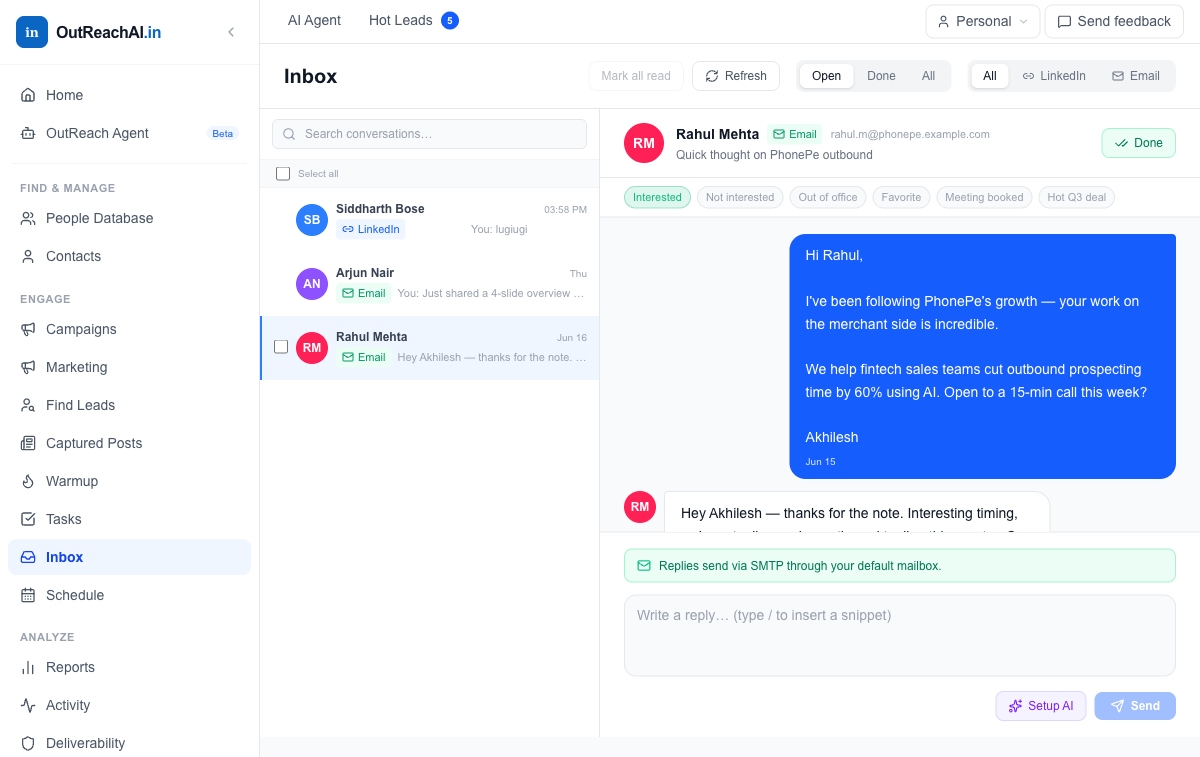 in OutReachAI.in
AI Agent
Hot Leads 5
Personal
Send feedback
Home
OutReach Agent Beta
FIND & MANAGE
People Database
Contacts
ENGAGE
Campaigns
Marketing
Find Leads
Captured Posts
Warmup
Tasks
Inbox
Schedule
ANALYZE
Reports
Activity
Deliverability
Inbox
Mark all read
Refresh
Open Done All
All LinkedIn Email
Search conversations…
Select all
SB
Siddharth Bose 03:58 PM
LinkedIn You: lugiugi
AN
Arjun Nair Thu
Email You: Just shared a 4-slide overview …
RM
Rahul Mehta Jun 16
Email Hey Akhilesh — thanks for the note. …
RM
Rahul Mehta Email rahul.m@phonepe.example.com
Quick thought on PhonePe outbound
Done
Interested Not interested Out of office Favorite Meeting booked Hot Q3 deal
Hi Rahul,
I've been following PhonePe's growth — your work on
the merchant side is incredible.
We help fintech sales teams cut outbound prospecting
time by 60% using AI. Open to a 15-min call this week?
Akhilesh
Jun 15
RM
Hey Akhilesh — thanks for the note. Interesting timing,
Replies send via SMTP through your default mailbox.
Write a reply… (type / to insert a snippet)
Setup AI
Send